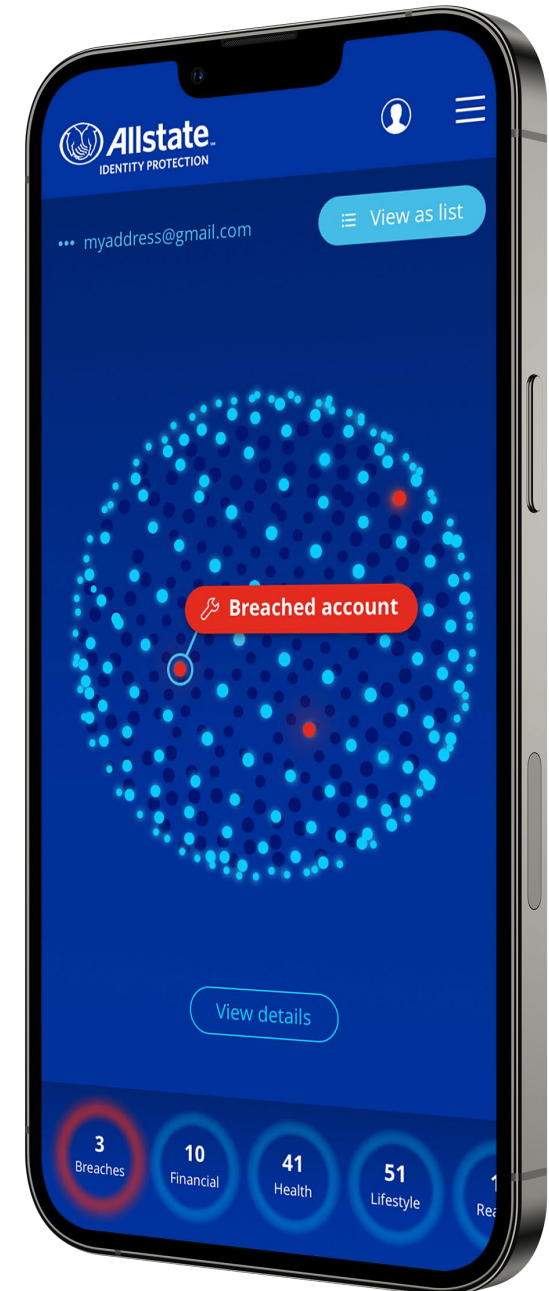 Allstate
IDENTITY PROTECTION
••• myaddress@gmail.com
View as list
Breached account
View details
3
Breaches
10
Financial
41
Health
51
Lifestyle